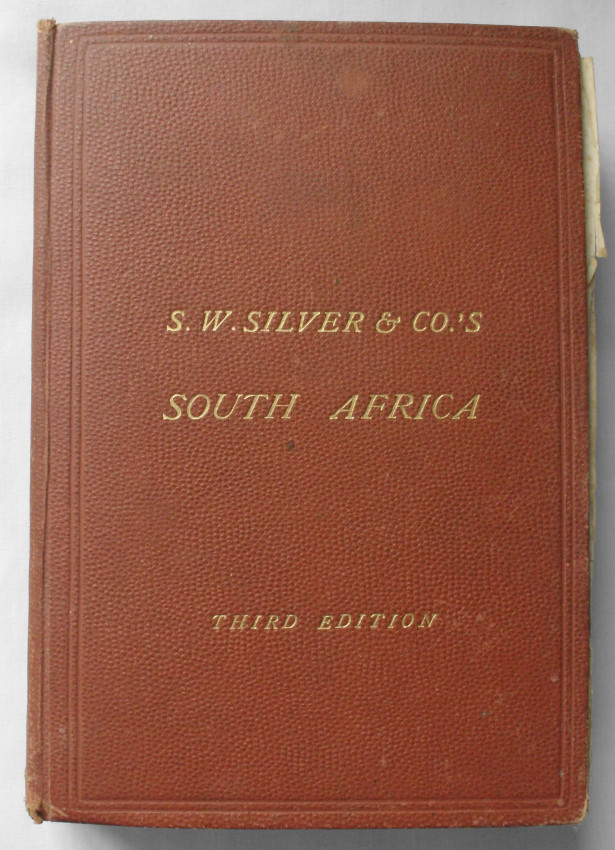 S. W. SILVER & CO.'S
SOUTH AFRICA
THIRD EDITION